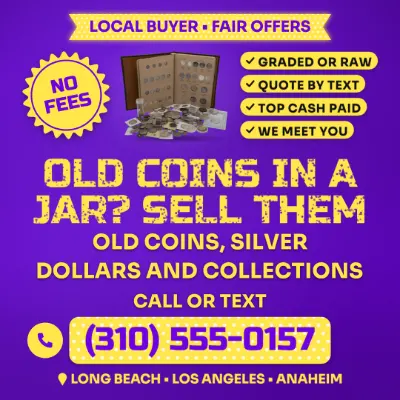 LOCAL BUYER • FAIR OFFERS
NO
FEES
✓ GRADED OR RAW
✓ QUOTE BY TEXT
✓ TOP CASH PAID
✓ WE MEET YOU
OLD COINS IN A
JAR? SELL THEM
OLD COINS, SILVER
DOLLARS AND COLLECTIONS
CALL OR TEXT
(310) 555-0157
LONG BEACH • LOS ANGELES • ANAHEIM